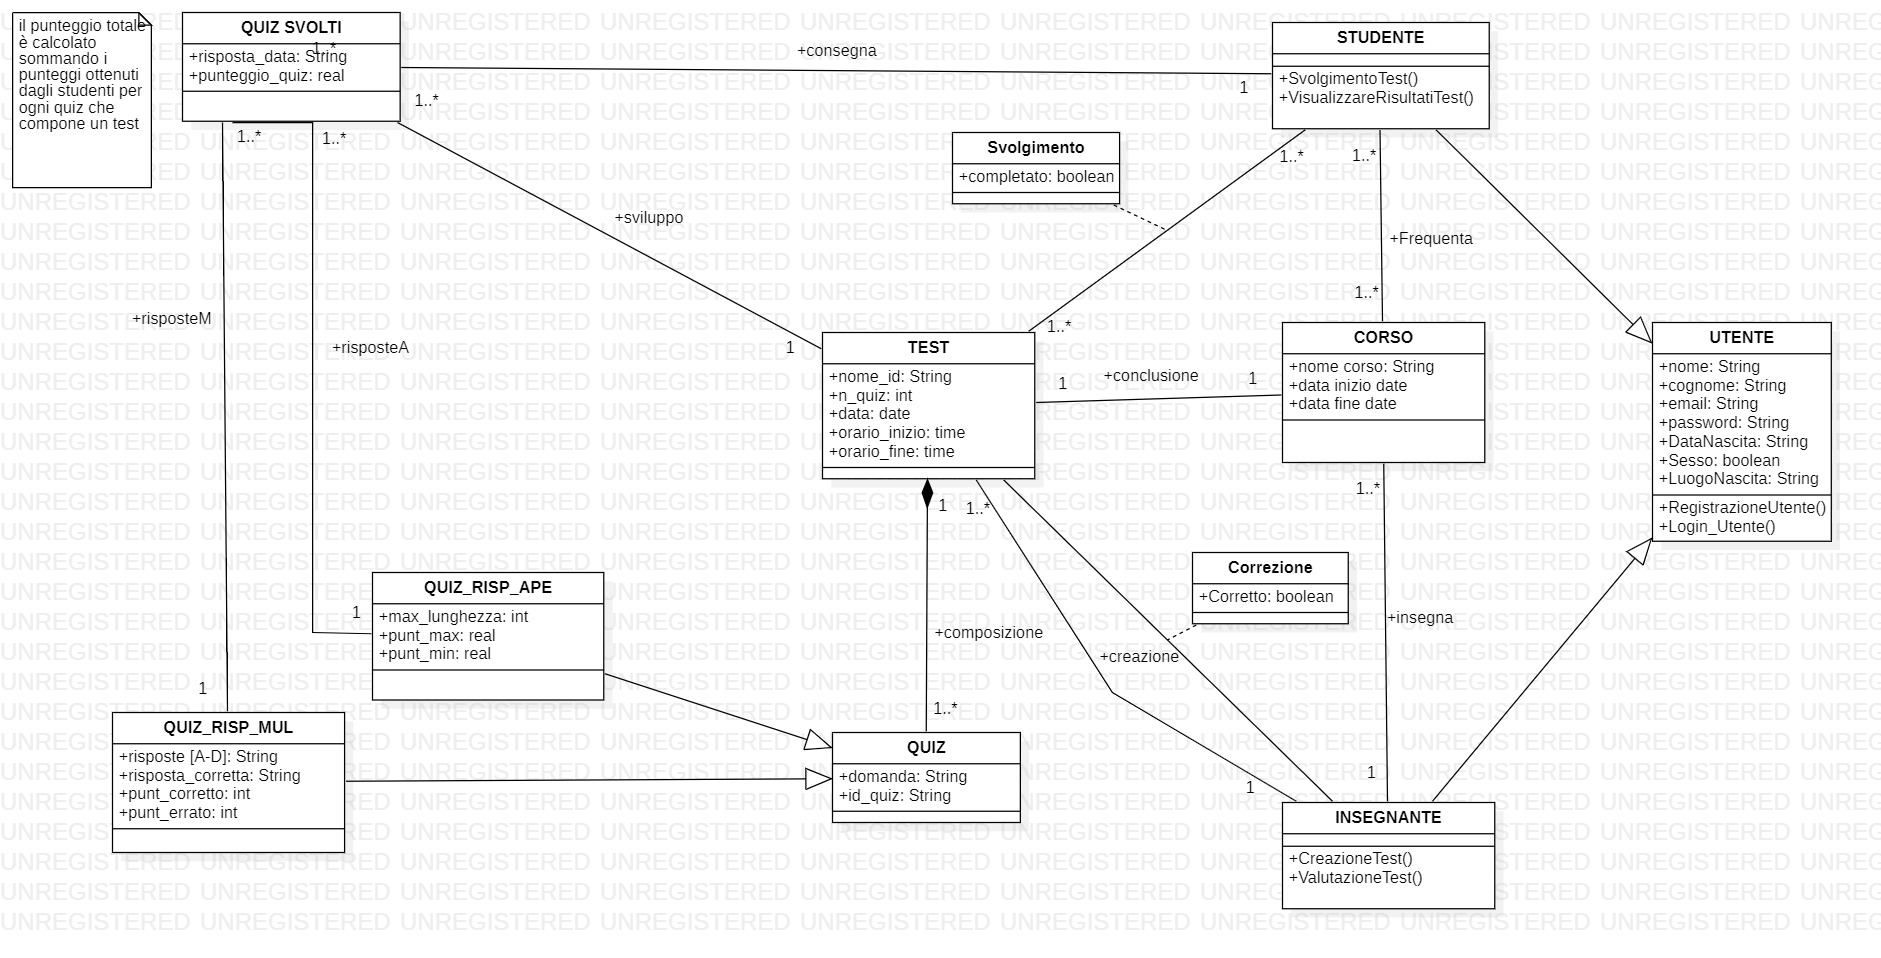 il punteggio totale
è calcolato
sommando i
punteggi ottenuti
dagli studenti per
ogni quiz che
compone un test
QUIZ SVOLTI
1..*
+risposta_data: String
+punteggio_quiz: real
+consegna
1..*
1
STUDENTE
+SvolgimentoTest()
+VisualizzareRisultatiTest()
1..*
1..*
Svolgimento
+completato: boolean
1..*
1..*
+sviluppo
+Frequenta
1..*
+risposteM
+risposteA
1
1..*
TEST
+nome_id: String
+n_quiz: int
+data: date
+orario_inizio: time
+orario_fine: time
1
+conclusione
1
CORSO
+nome corso: String
+data inizio date
+data fine date
UTENTE
+nome: String
+cognome: String
+email: String
+password: String
+DataNascita: String
+Sesso: boolean
+LuogoNascita: String
+RegistrazioneUtente()
+Login_Utente()
1
1..*
1..*
Correzione
+Corretto: boolean
+insegna
QUIZ_RISP_APE
+max_lunghezza: int
+punt_max: real
+punt_min: real
1
+composizione
+creazione
1
QUIZ_RISP_MUL
+risposte [A-D]: String
+risposta_corretta: String
+punt_corretto: int
+punt_errato: int
1..*
QUIZ
+domanda: String
+id_quiz: String
1
1
INSEGNANTE
+CreazioneTest()
+ValutazioneTest()
UNREGISTERED UNREGISTERED UNREGISTERED UNREGISTERED UNREGISTERED UNREGISTERED UNREGISTERED UNREGISTERED UNREGISTERED